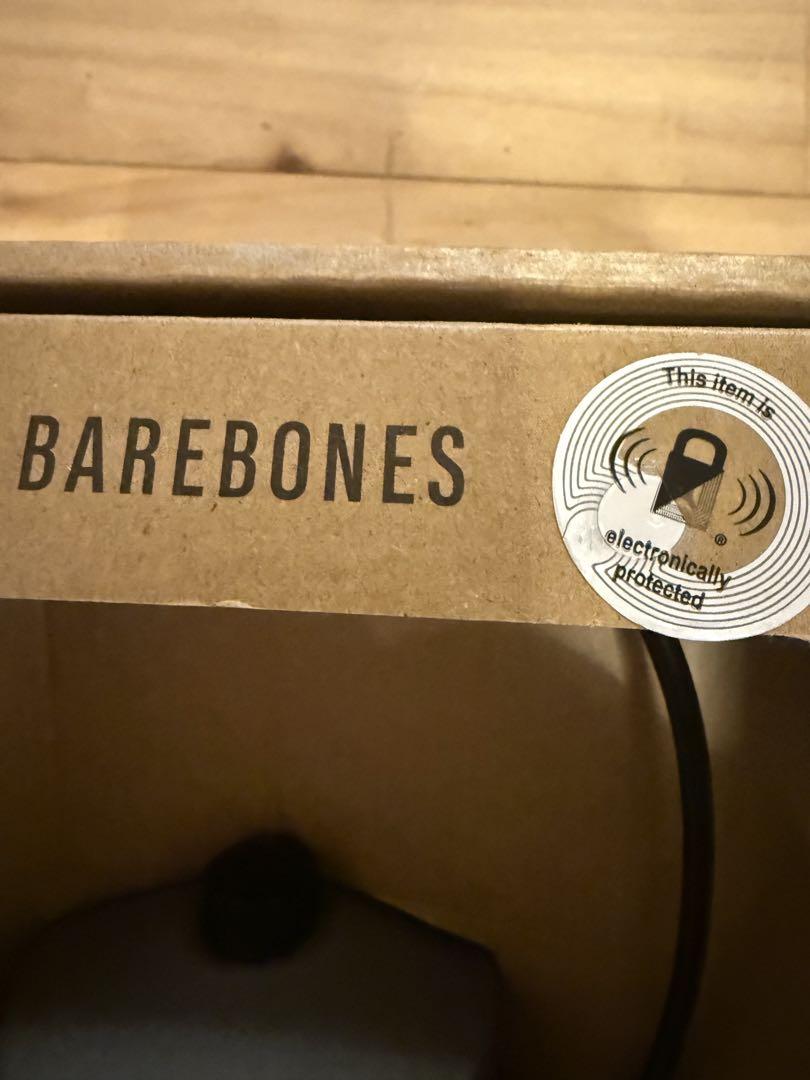 BAREBONES
This item is
®
electronically
protected